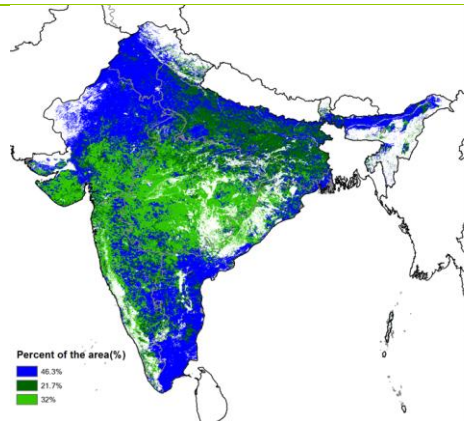 Percent of the area(%)
46.3%
21.7%
32%